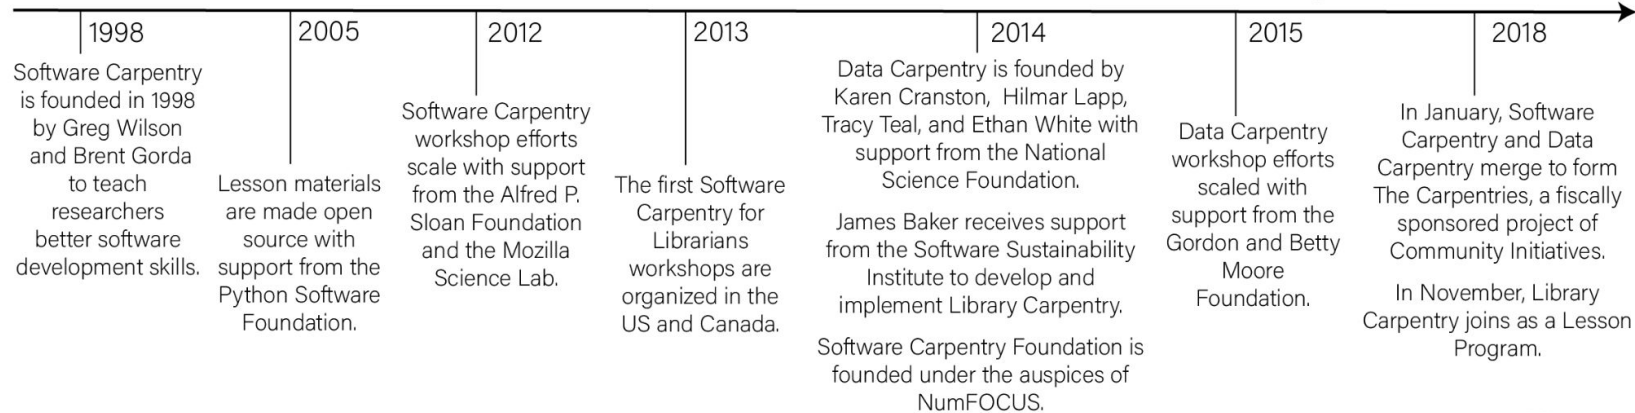 1998
Software Carpentry
is founded in 1998
by Greg Wilson
and Brent Gorda
to teach
researchers
better software
development skills.
2005
Lesson materials
are made open
source with
support from the
Python Software
Foundation.
2012
Software Carpentry
workshop efforts
scale with support
from the Alfred P.
Sloan Foundation
and the Mozilla
Science Lab.
2013
The first Software
Carpentry for
Librarians
workshops are
organized in the
US and Canada.
2014
Data Carpentry is founded by
Karen Cranston, Hilmar Lapp,
Tracy Teal, and Ethan White with
support from the National
Science Foundation.
James Baker receives support
from the Software Sustainability
Institute to develop and
implement Library Carpentry.
Software Carpentry Foundation is
founded under the auspices of
NumFOCUS.
2015
Data Carpentry
workshop efforts
scaled with
support from the
Gordon and Betty
Moore
Foundation.
2018
In January, Software
Carpentry and Data
Carpentry merge to form
The Carpentries, a fiscally
sponsored project of
Community Initiatives.
In November, Library
Carpentry joins as a Lesson
Program.